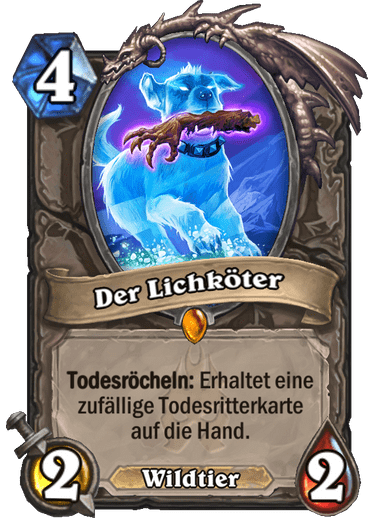 4
Der Lichköter
Todesröcheln: Erhaltet eine
zufällige Todesritterkarte
auf die Hand.
2
Wildtier
2